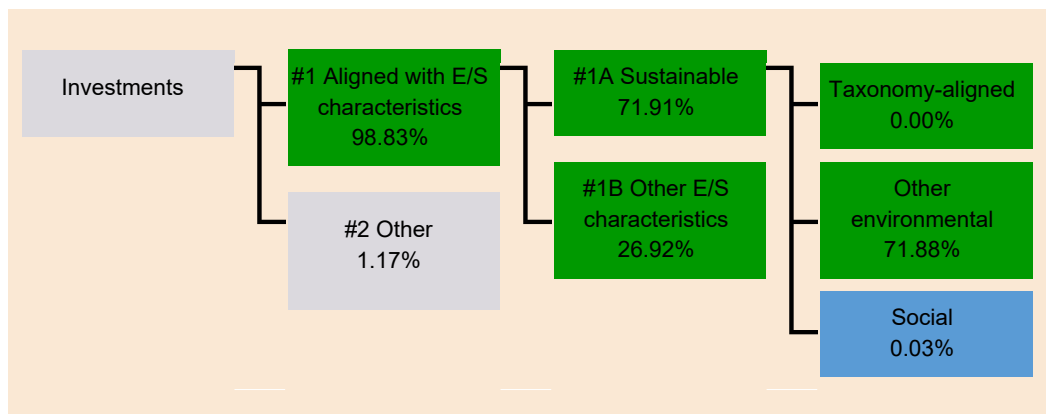 Investments
#1 Aligned with E/S
characteristics
98.83%
#2 Other
1.17%
#1A Sustainable
71.91%
#1B Other E/S
characteristics
26.92%
Taxonomy-aligned
0.00%
Other
environmental
71.88%
Social
0.03%